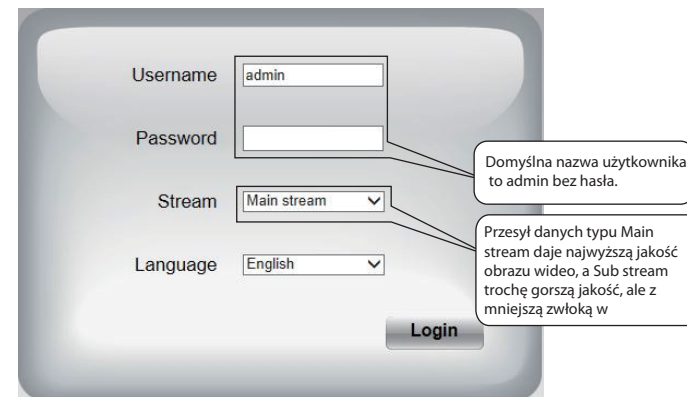 Username admin
Password
Domyślna nazwa użytkownika
to admin bez hasła.
Stream Main stream
Przesył danych typu Main
stream daje najwyższą jakość
obrazu wideo, a Sub stream
trochę gorszą jakość, ale z
mniejszą zwłoką w
Language English
Login